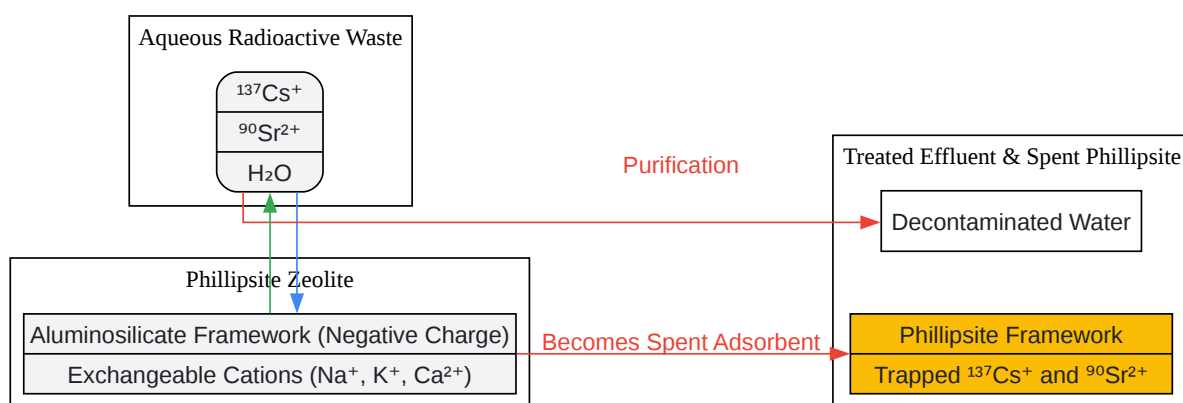 Aqueous Radioactive Waste
¹³⁷Cs⁺
⁹⁰Sr²⁺
H₂O
Purification
Treated Effluent & Spent Phillipsite
Decontaminated Water
Phillipsite Zeolite
Aluminosilicate Framework (Negative Charge)
Exchangeable Cations (Na⁺, K⁺, Ca²⁺)
Becomes Spent Adsorbent
Phillipsite Framework
Trapped ¹³⁷Cs⁺ and ⁹⁰Sr²⁺